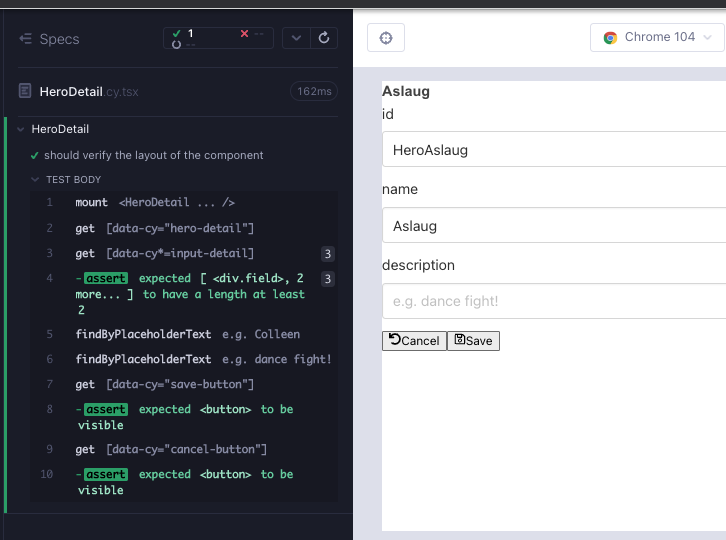 Specs
1
--
--
HeroDetail.cy.tsx
162ms
HeroDetail
should verify the layout of the component
TEST BODY
1 mount <HeroDetail ... />
2 get [data-cy="hero-detail"]
3 get [data-cy*=input-detail] 3
4 -assert expected [ <div.field>, 2 3
more... ] to have a length at least
2
5 findByPlaceholderText e.g. Colleen
6 findByPlaceholderText e.g. dance fight!
7 get [data-cy="save-button"]
8 -assert expected <button> to be
visible
9 get [data-cy="cancel-button"]
10 -assert expected <button> to be
visible
Chrome 104
Aslaug
id
HeroAslaug
name
Aslaug
description
e.g. dance fight!
Cancel Save